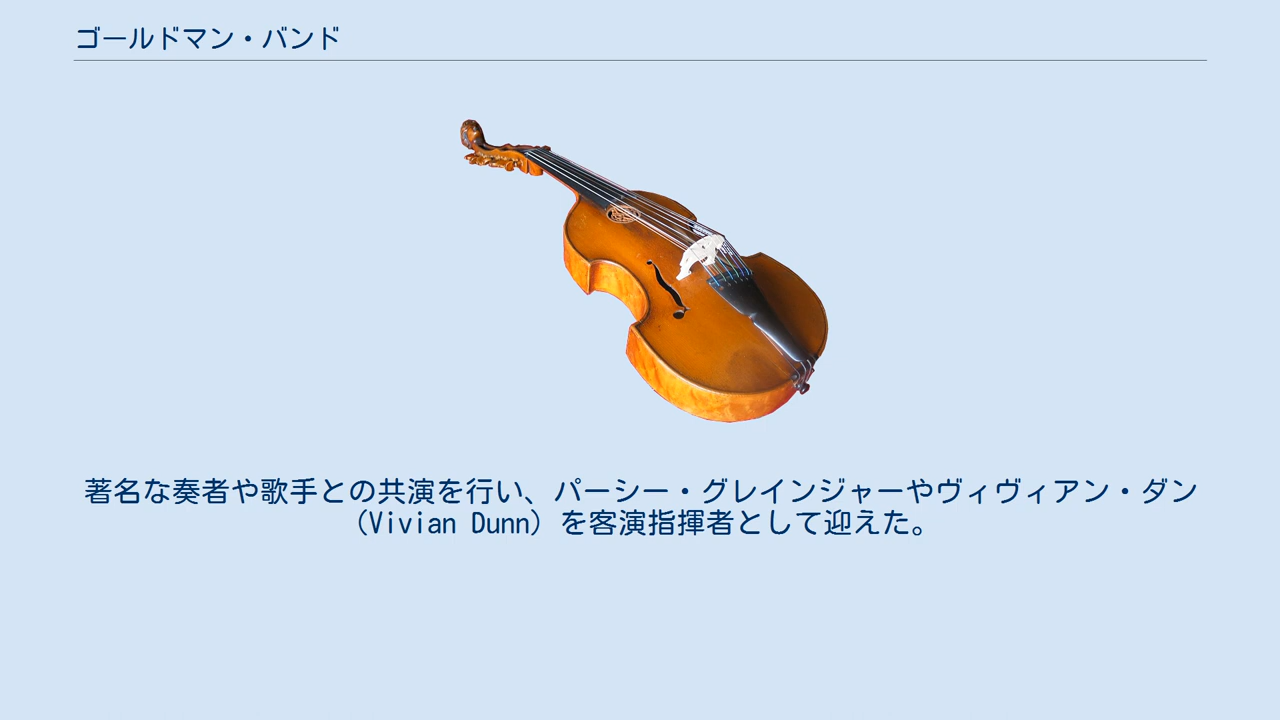 ゴールドマン・バンド
著名な奏者や歌手との共演を行い、パーシー・グレインジャーやヴィヴィアン・ダン
（Vivian Dunn）を客演指揮者として迎えた。